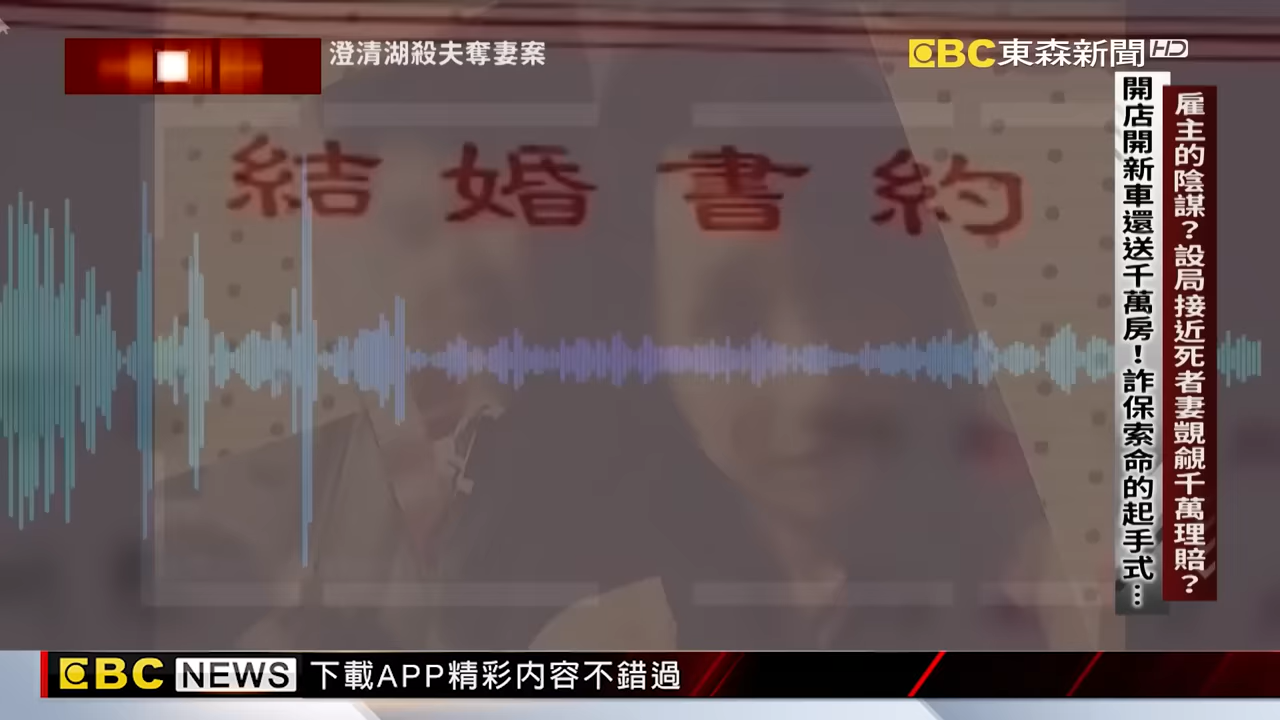 澄清湖殺夫奪妻案
EBC東森新聞HD
結婚書約
雇主的陰謀？設局接近死者妻覬覦千萬理賠？
開店開新車還送千萬房！詐保索命的起手式…
EBC NEWS 下載APP精彩內容不錯過